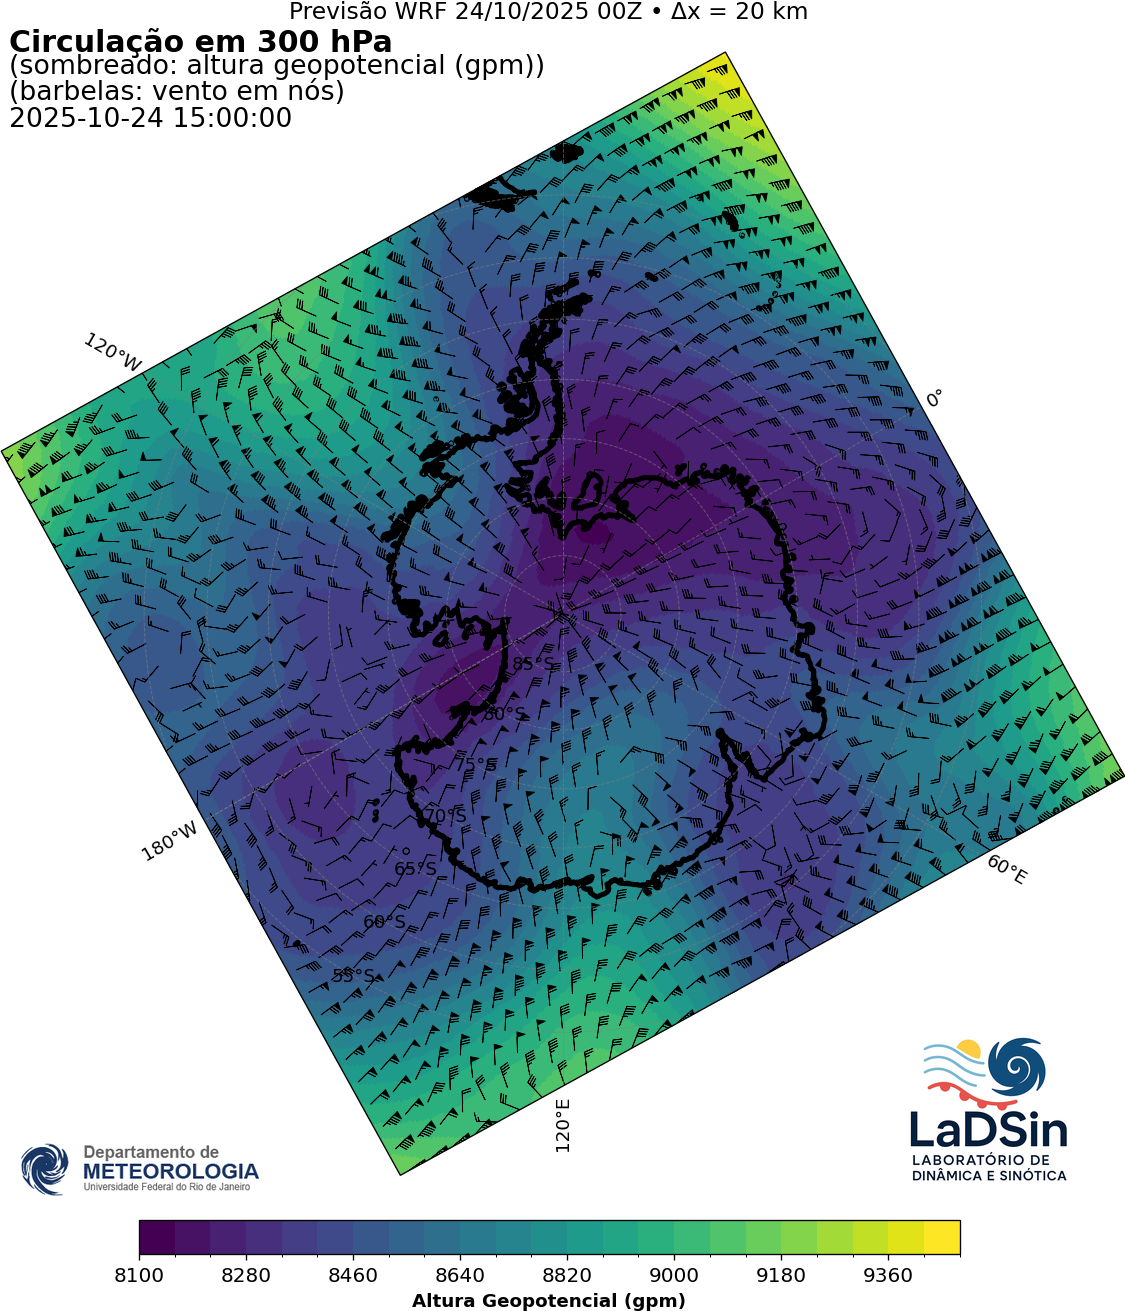 Previsão WRF 24/10/2025 00Z • Δx = 20 km
Circulação em 300 hPa
(sombreado: altura geopotencial (gpm))
(barbelas: vento em nós)
2025-10-24 15:00:00
120°W
0°
85°S
80°S
75°S
70°S
65°S
60°S
55°S
180°W
60°E
120°E
Departamento de
METEOROLOGIA
Universidade Federal do Rio de Janeiro
LaDSin
LABORATÓRIO DE
DINÂMICA E SINÓTICA
8100 8280 8460 8640 8820 9000 9180 9360
Altura Geopotencial (gpm)